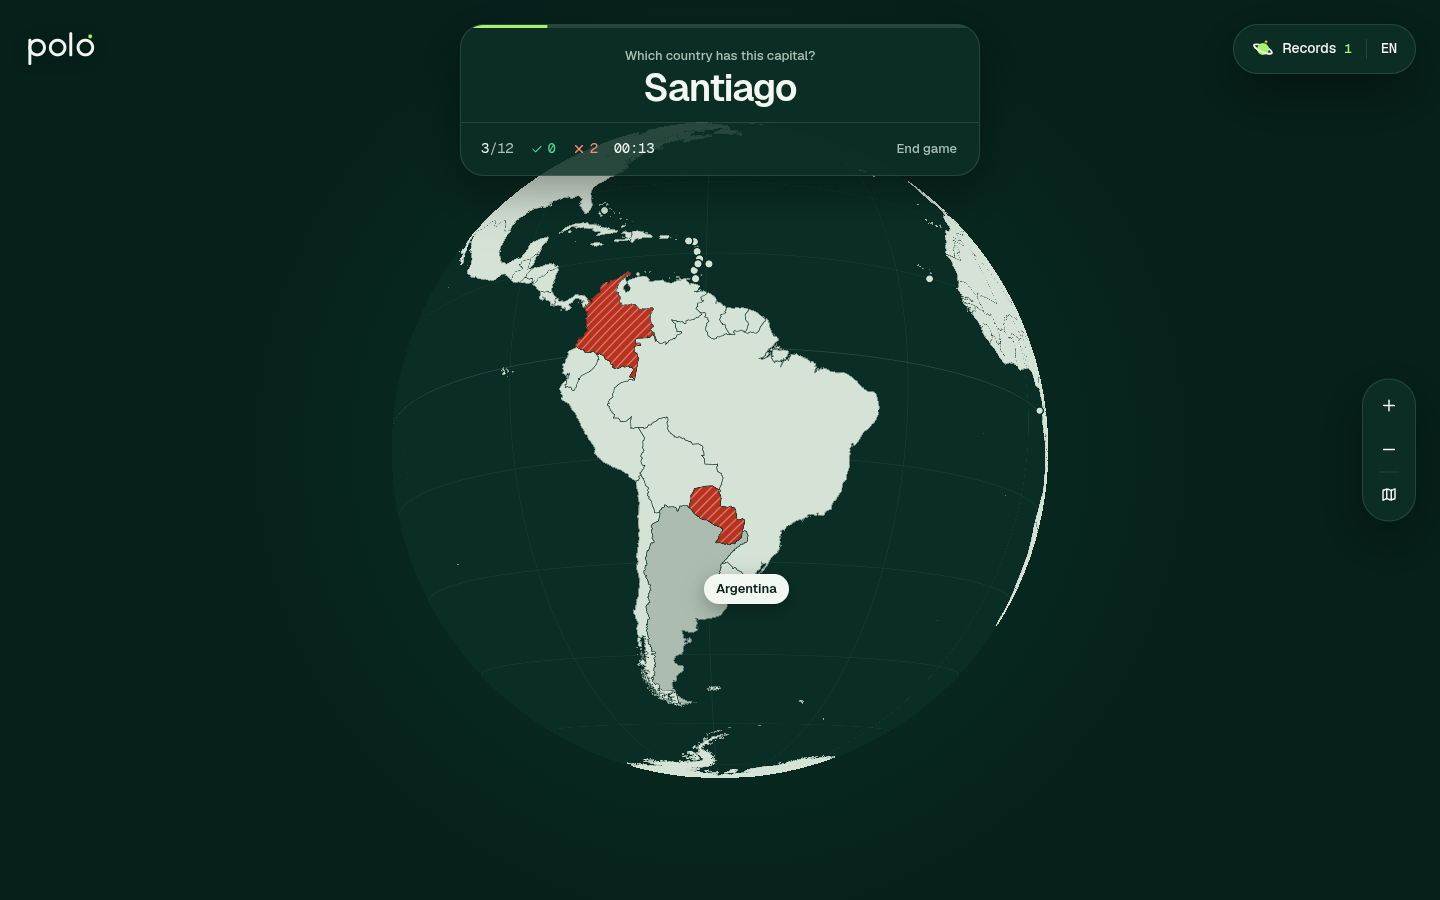 polo
Which country has this capital?
Santiago
3/12 0 2 00:13 End game
Records 1 EN
Argentina